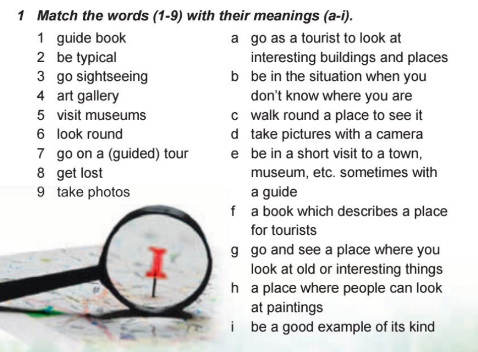 1 Match the words (1-9) with their meanings (a-i).
1 guide book
2 be typical
3 go sightseeing
4 art gallery
5 visit museums
6 look round
7 go on a (guided) tour
8 get lost
9 take photos
a go as a tourist to look at
interesting buildings and places
b be in the situation when you
don't know where you are
c walk round a place to see it
d take pictures with a camera
e be in a short visit to a town,
museum, etc. sometimes with
a guide
f a book which describes a place
for tourists
g go and see a place where you
look at old or interesting things
h a place where people can look
at paintings
i be a good example of its kind